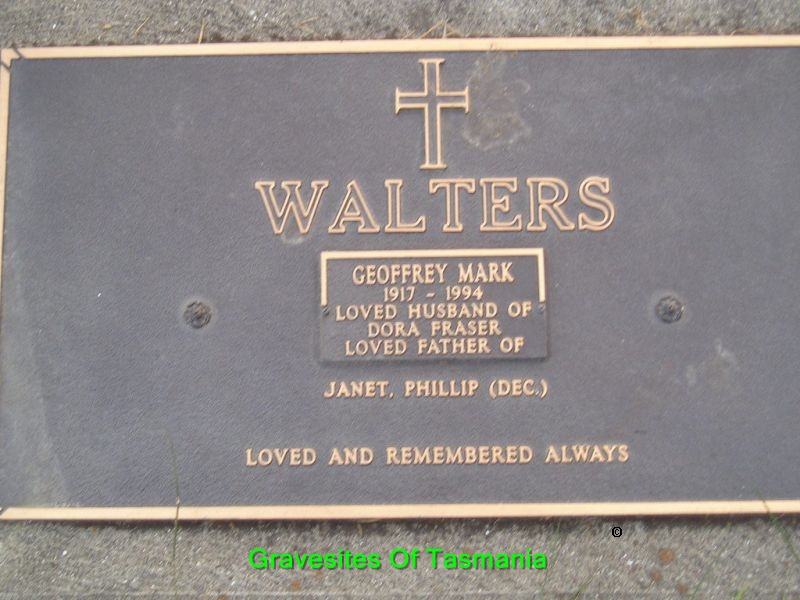 WALTERS
GEOFFREY MARK
1917 - 1994
LOVED HUSBAND OF
DORA FRASER
LOVED FATHER OF
JANET, PHILLIP (DEC.)
LOVED AND REMEMBERED ALWAYS
©
Gravesites Of Tasmania